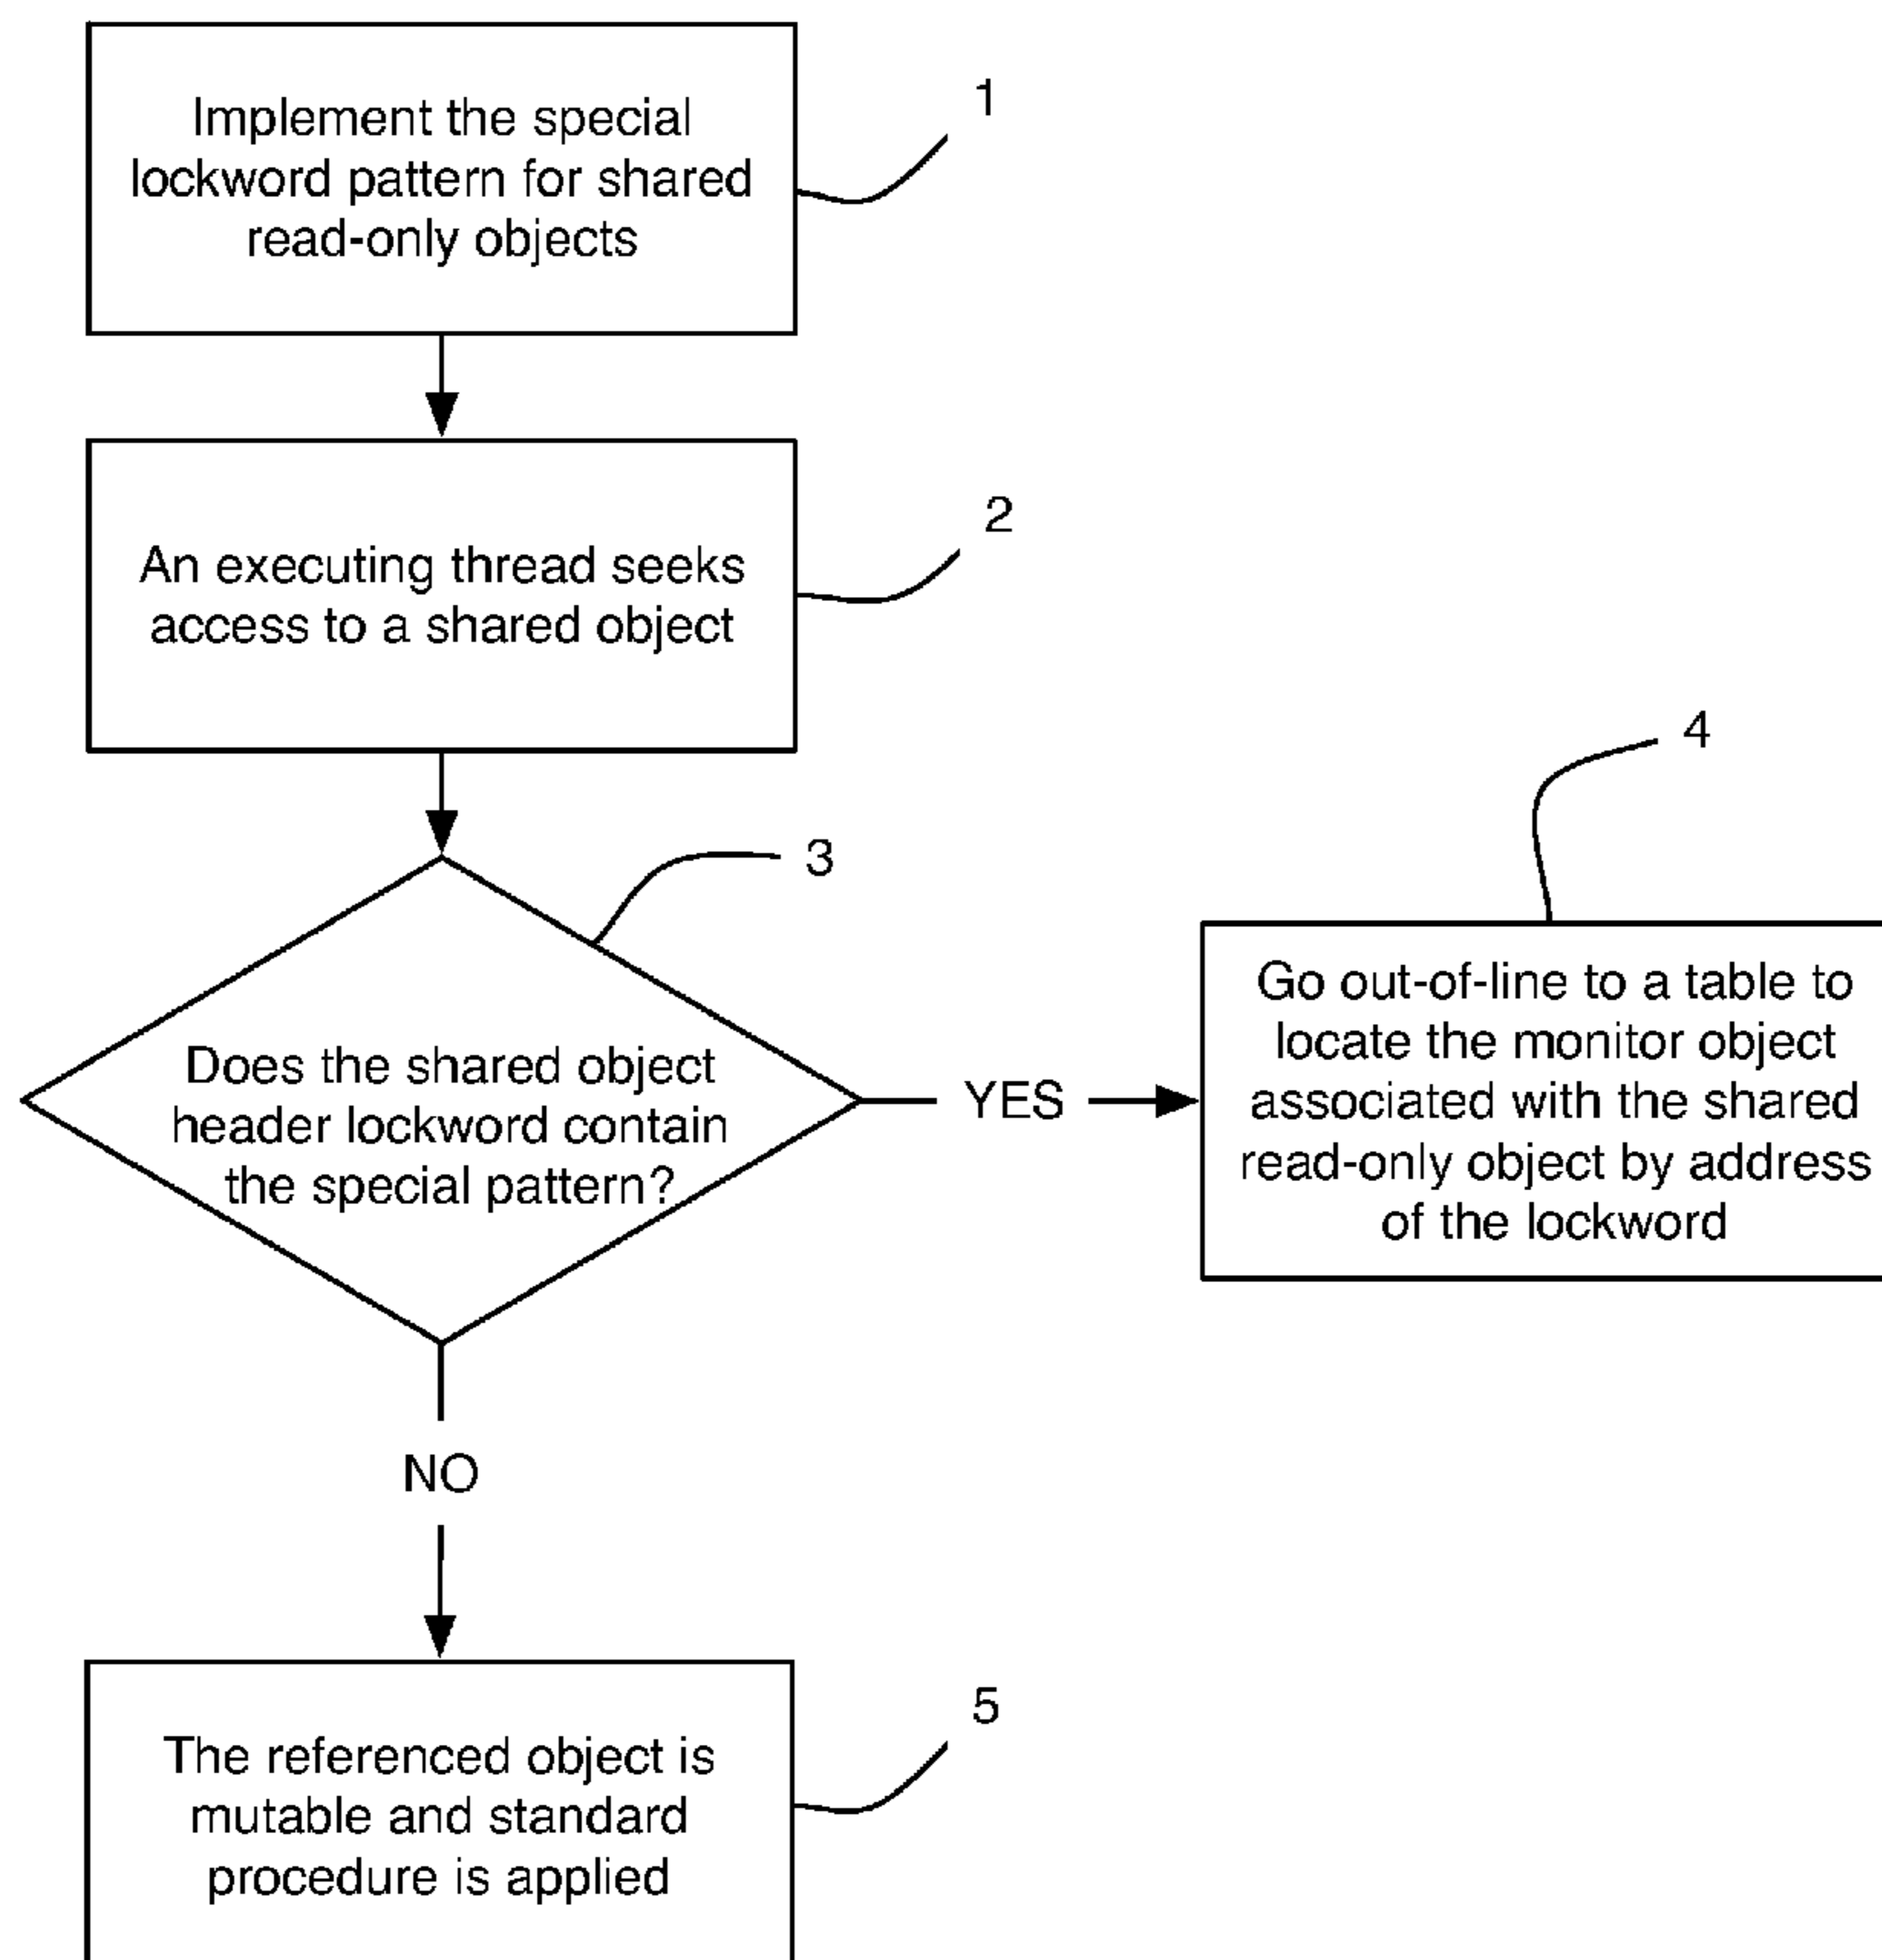 Implement the special
lockword pattern for shared
read-only objects
1
An executing thread seeks
access to a shared object
2
Does the shared object
header lockword contain
the special pattern?
3
YES
Go out-of-line to a table to
locate the monitor object
associated with the shared
read-only object by address
of the lockword
4
NO
The referenced object is
mutable and standard
procedure is applied
5